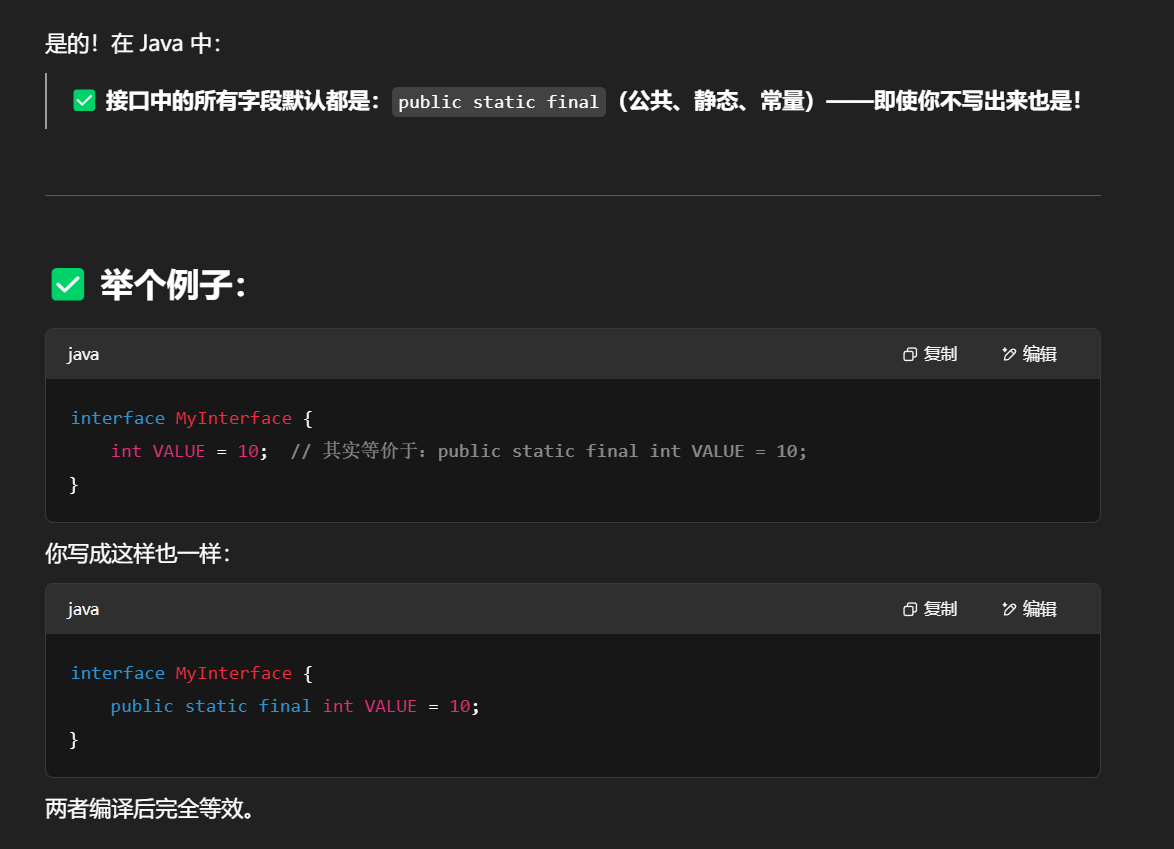 是的！在 Java 中：
✅ 接口中的所有字段默认都是：public static final（公共、静态、常量）——即使你不写出来也是！
✅ 举个例子：
java 复制 编辑
interface MyInterface {
    int VALUE = 10;  // 其实等价于：public static final int VALUE = 10;
}
你写成这样也一样：
java 复制 编辑
interface MyInterface {
    public static final int VALUE = 10;
}
两者编译后完全等效。